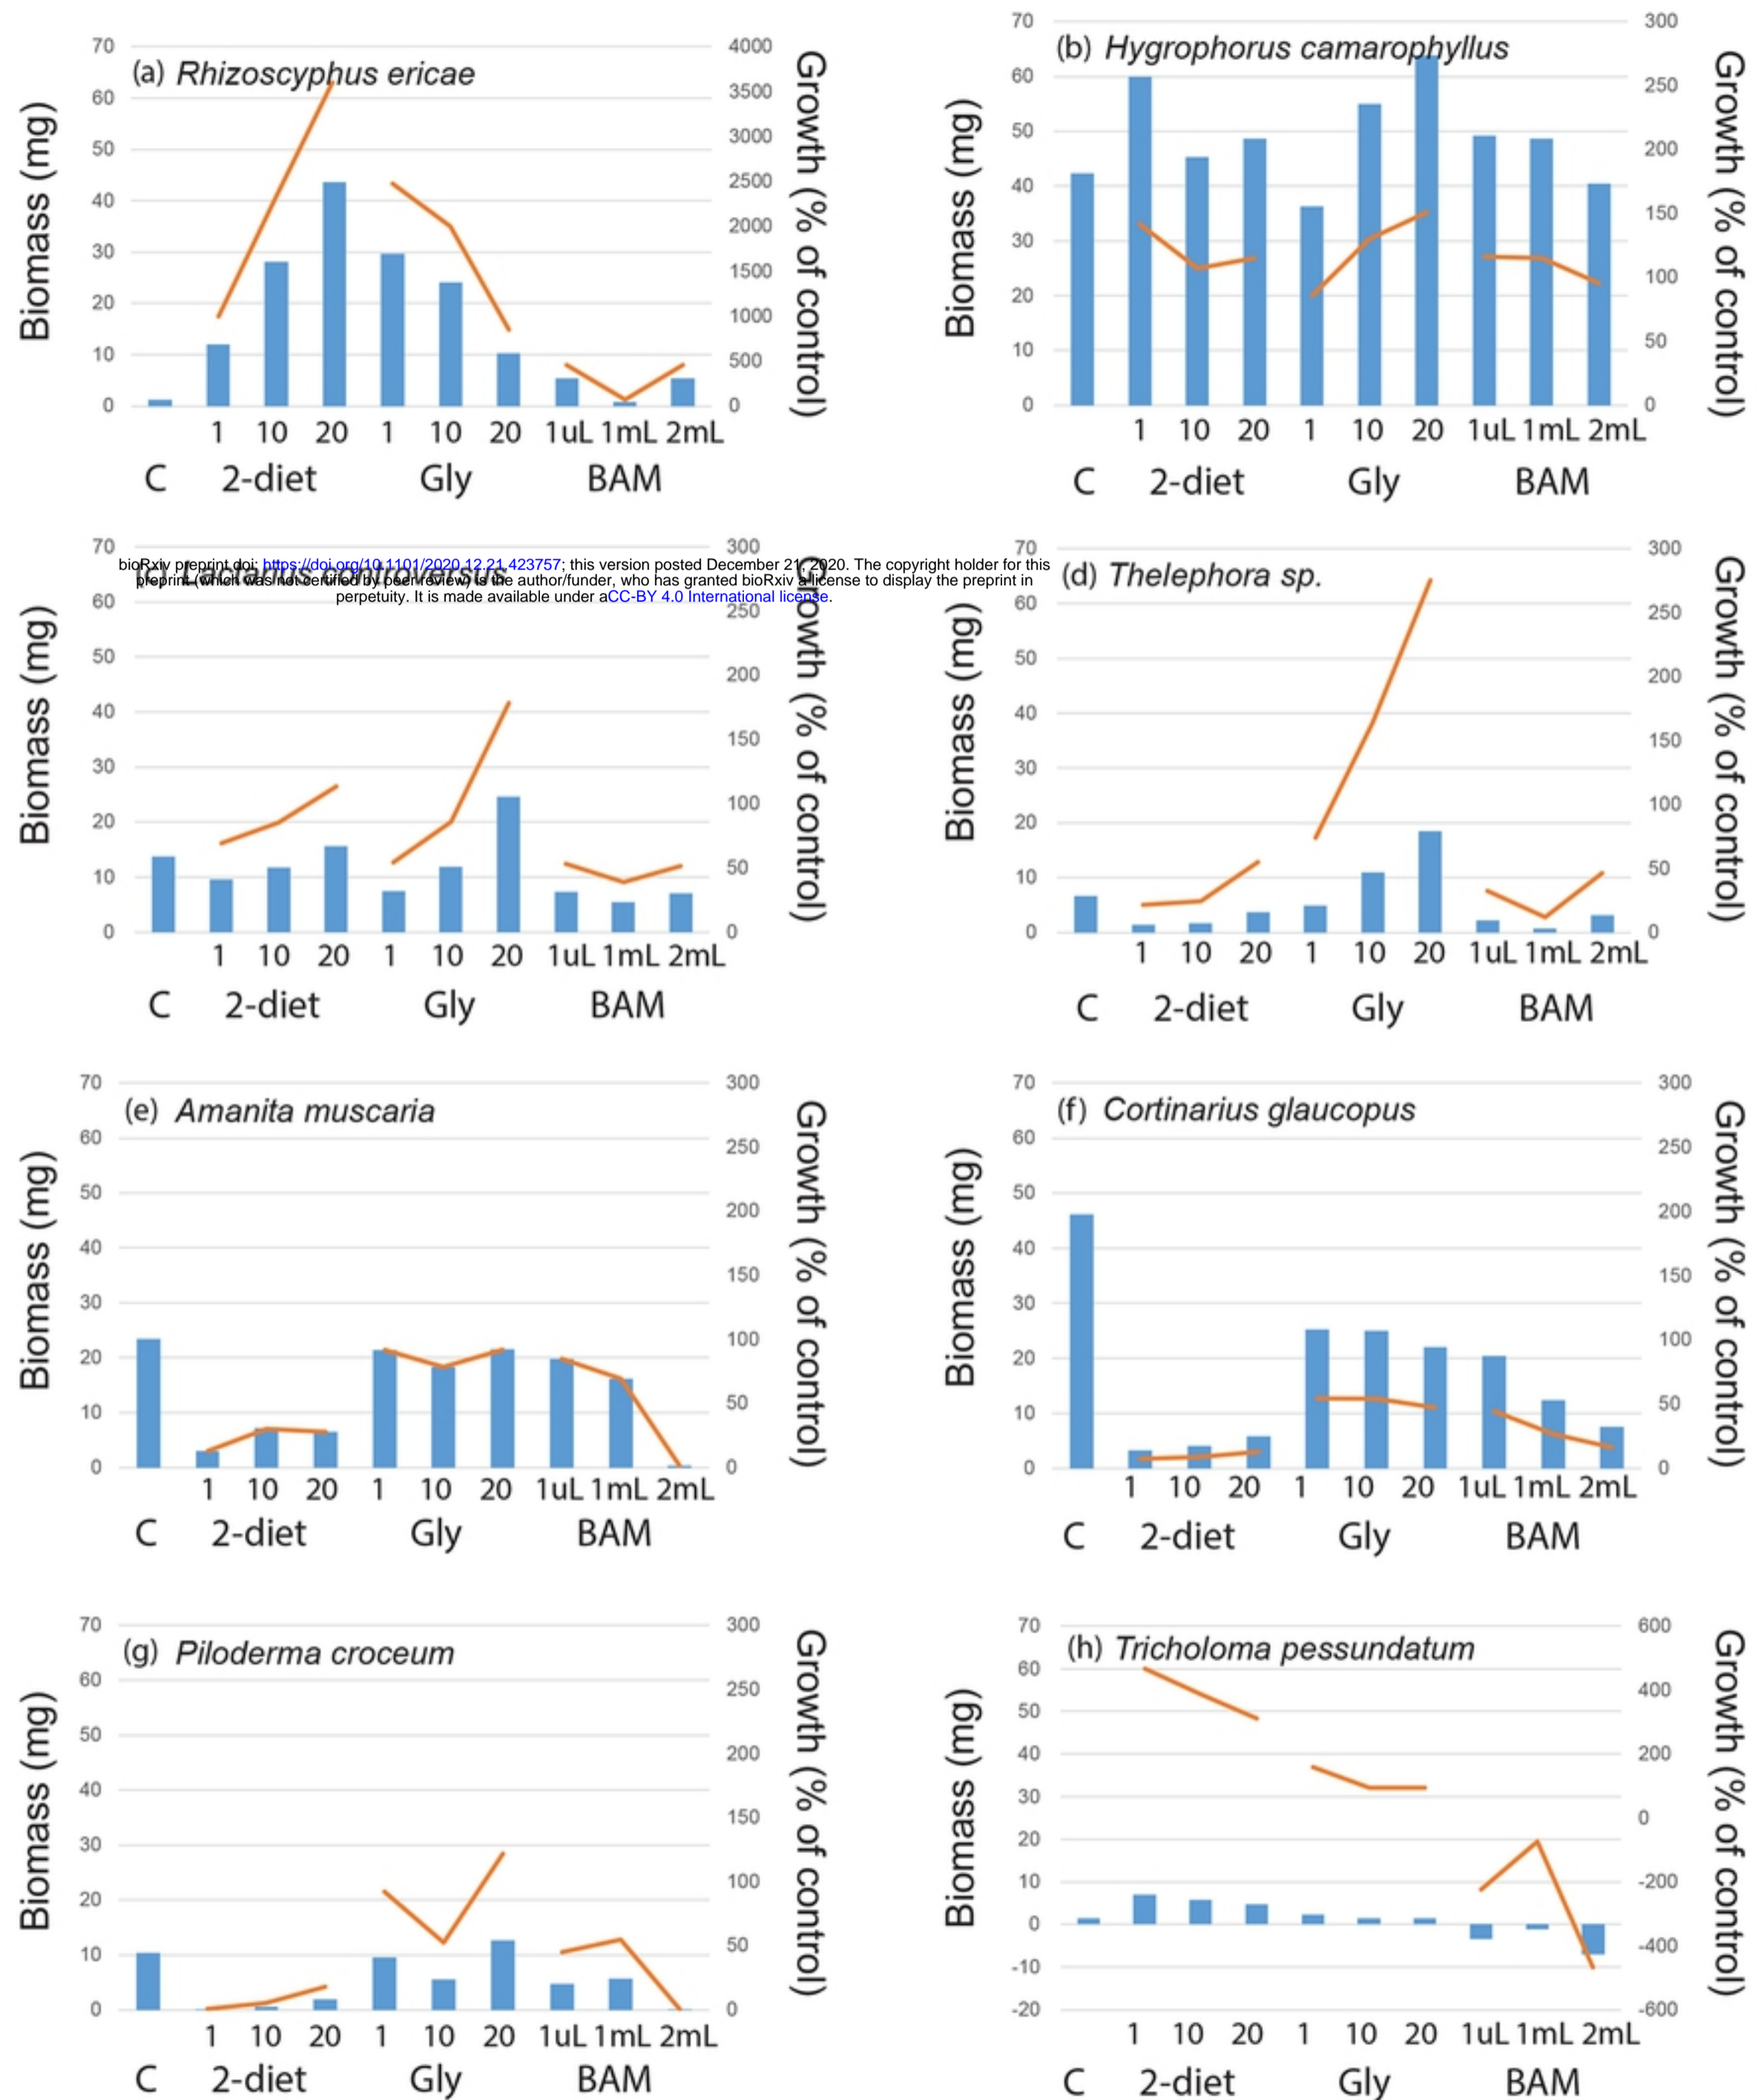 (a) Rhizoscyphus ericae
Biomass (mg)
70
60
50
40
30
20
10
0
4000
3500
3000
2500
2000
1500
1000
500
0
Growth (% of control)
1 10 20 1 10 20 1uL 1mL 2mL
C 2-diet Gly BAM
(b) Hygrophorus camarophyllus
Biomass (mg)
70
60
50
40
30
20
10
0
300
250
200
150
100
50
0
Growth (% of control)
1 10 20 1 10 20 1uL 1mL 2mL
C 2-diet Gly BAM
bioRxiv preprint doi: https://doi.org/10.1101/2020.12.21.423757; this version posted December 21, 2020. The copyright holder for this
preprint (which was not certified by peer review) is the author/funder, who has granted bioRxiv a license to display the preprint in
perpetuity. It is made available under aCC-BY 4.0 International license.
(c) Lactarius controversus
Biomass (mg)
70
60
50
40
30
20
10
0
300
250
200
150
100
50
0
Growth (% of control)
1 10 20 1 10 20 1uL 1mL 2mL
C 2-diet Gly BAM
(d) Thelephora sp.
Biomass (mg)
70
60
50
40
30
20
10
0
300
250
200
150
100
50
0
Growth (% of control)
1 10 20 1 10 20 1uL 1mL 2mL
C 2-diet Gly BAM
(e) Amanita muscaria
Biomass (mg)
70
60
50
40
30
20
10
0
300
250
200
150
100
50
0
Growth (% of control)
1 10 20 1 10 20 1uL 1mL 2mL
C 2-diet Gly BAM
(f) Cortinarius glaucopus
Biomass (mg)
70
60
50
40
30
20
10
0
300
250
200
150
100
50
0
Growth (% of control)
1 10 20 1 10 20 1uL 1mL 2mL
C 2-diet Gly BAM
(g) Piloderma croceum
Biomass (mg)
70
60
50
40
30
20
10
0
300
250
200
150
100
50
0
Growth (% of control)
1 10 20 1 10 20 1uL 1mL 2mL
C 2-diet Gly BAM
(h) Tricholoma pessundatum
Biomass (mg)
70
60
50
40
30
20
10
0
-10
-20
600
400
200
0
-200
-400
-600
Growth (% of control)
1 10 20 1 10 20 1uL 1mL 2mL
C 2-diet Gly BAM